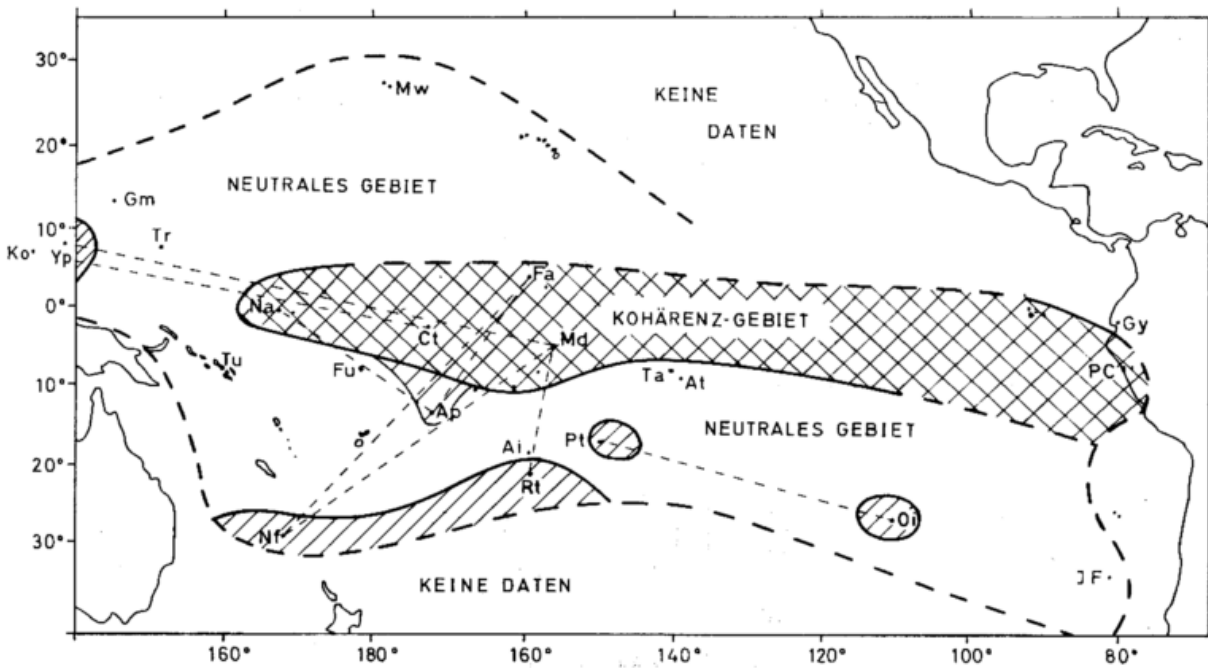 30°
Mw
KEINE
DATEN
20°
NEUTRALES GEBIET
Gm
10°
Tr
Ko Yp
Fa
0°
Na
KOHÄRENZ-GEBIET
Ct
Md
Gy
Tu
Fu
Ta
At
PC
10°
Ap
NEUTRALES GEBIET
Pt
Ai
20°
Rt
Oi
Nf
30°
KEINE DATEN
JF
160° 180° 160° 140° 120° 100° 80°